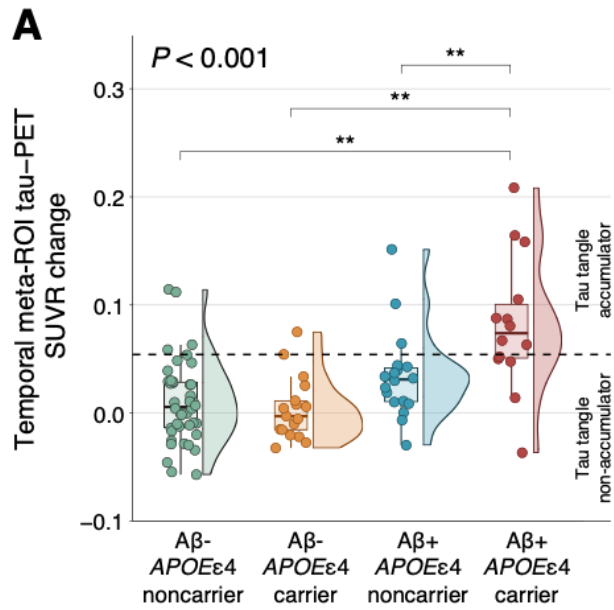 A
P < 0.001
**
**
**
Temporal meta-ROI tau-PET
SUVR change
0.3
0.2
0.1
0.0
−0.1
Tau tangle
accumulator
Tau tangle
non-accumulator
Aβ-
APOEε4
noncarrier
Aβ-
APOEε4
carrier
Aβ+
APOEε4
noncarrier
Aβ+
APOEε4
carrier